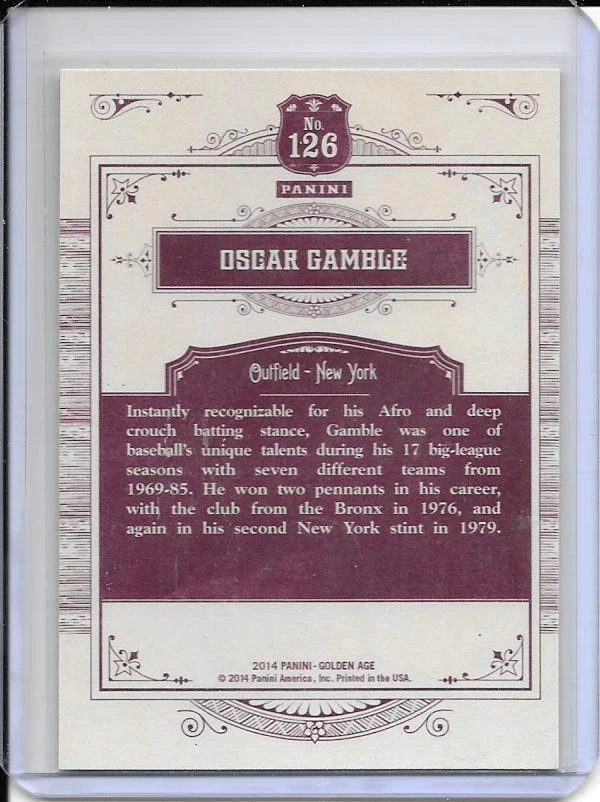 No.
126
PANINI
OSCAR GAMBLE
Outfield - New York
Instantly recognizable for his Afro and deep
crouch batting stance, Gamble was one of
baseball's unique talents during his 17 big-league
seasons with seven different teams from
1969-85. He won two pennants in his career,
with the club from the Bronx in 1976, and
again in his second New York stint in 1979.
2014 PANINI - GOLDEN AGE
© 2014 Panini America, Inc. Printed in the USA.